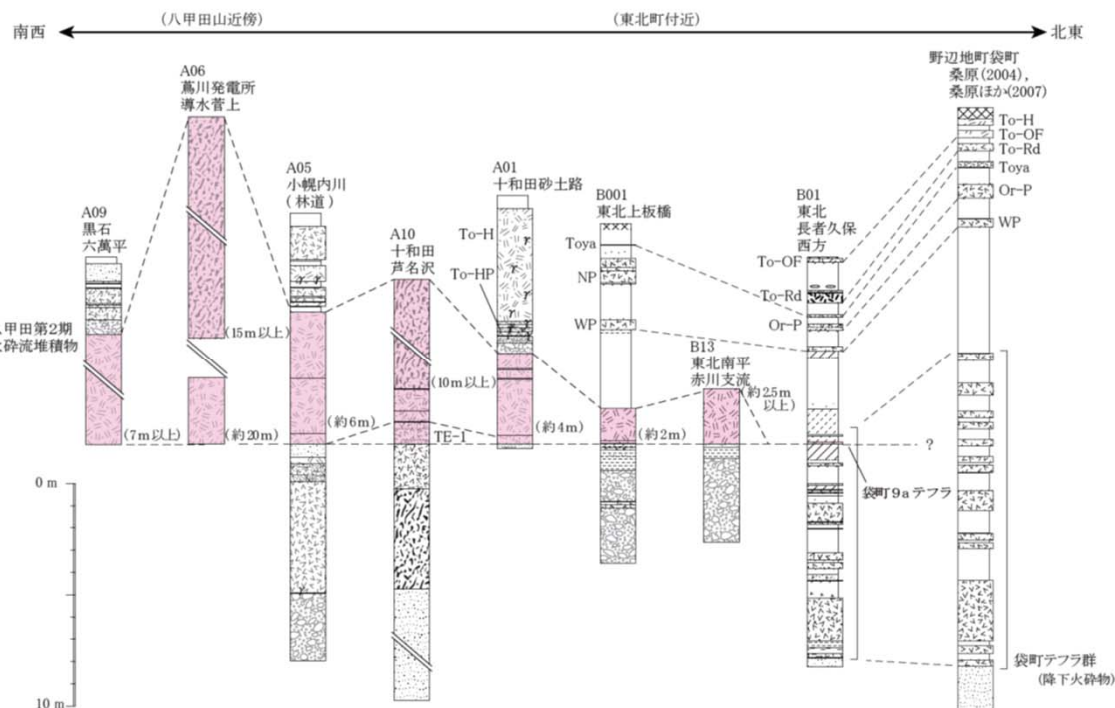 (八甲田山近傍)
(東北町付近)
南西
北東
A06
蔦川発電所
導水菅上
野辺地町袋町
桑原(2004),
桑原ほか(2007)
To-H
To-OF
To-Rd
Toya
Or-P
WP
A09
黒石
六萬平
A05
小幌内川
(林道)
A10
十和田
芦名沢
A01
十和田砂土路
To-H
To-HP
r
r
r
r
r
r
r
B001
東北上板橋
Toya
NP
WP
B13
東北南平
赤川支流
B01
東北
長者久保
西方
To-OF
To-Rd
Or-P
甲田第2期
砕流堆積物
(15m以上)
(7m以上)
(約20m)
(約6m)
(10m以上)
TE-1
(約4m)
(約2m)
(約2.5m
以上)
?
袋町9aテフラ
袋町テフラ群
(降下火砕物)
0 m
10 m